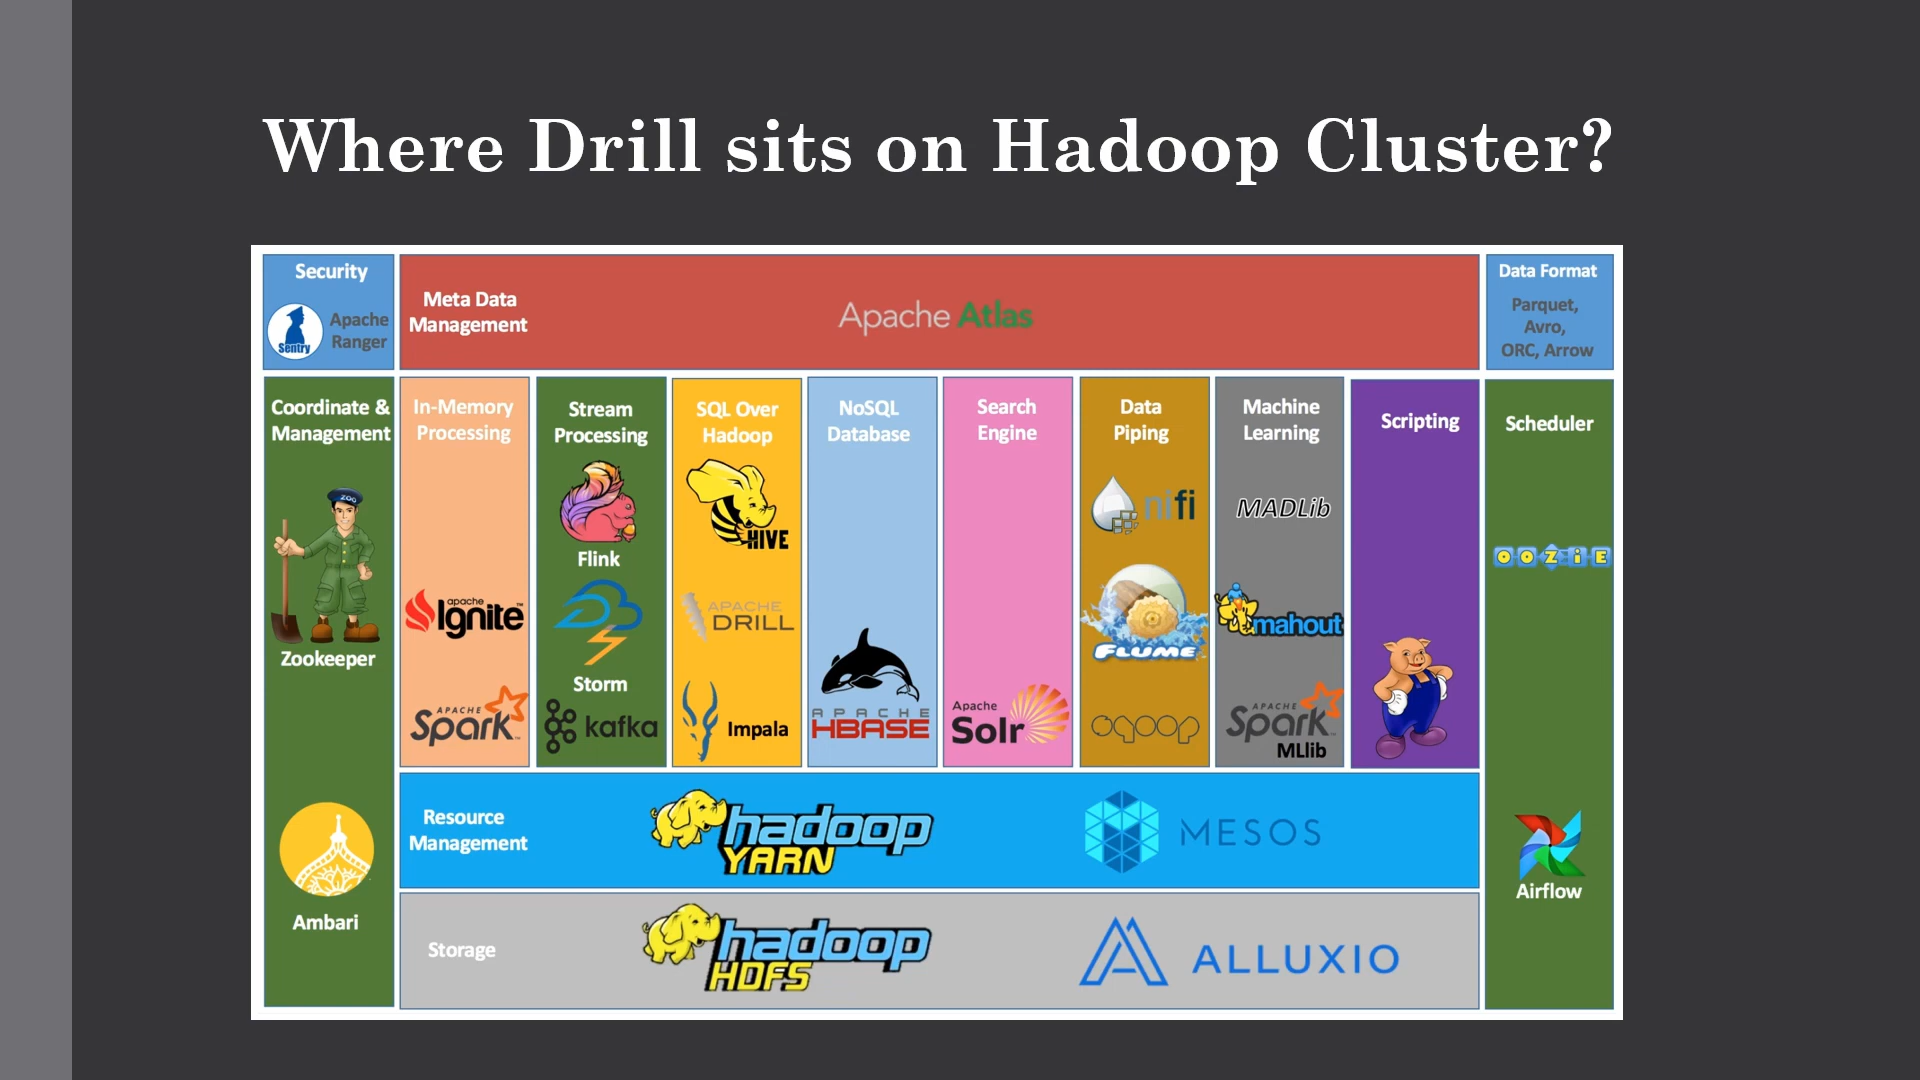 Where Drill sits on Hadoop Cluster?
Security
Sentry
Apache
Ranger
Meta Data
Management
Apache Atlas
Data Format
Parquet,
Avro,
ORC, Arrow
Coordinate &
Management
ZOO
Zookeeper
Ambari
In-Memory
Processing
apache
Ignite
APACHE
Spark
Stream
Processing
Flink
Storm
kafka
SQL Over
Hadoop
HIVE
APACHE
DRILL
Impala
NoSQL
Database
APACHE
HBASE
Search
Engine
Apache
Solr
Data
Piping
nifi
FLUME
sqoop
Machine
Learning
MADLib
mahout
APACHE
Spark
MLlib
Scripting
Scheduler
OOZiE
Airflow
Resource
Management
hadoop
YARN
MESOS
Storage
hadoop
HDFS
ALLUXIO